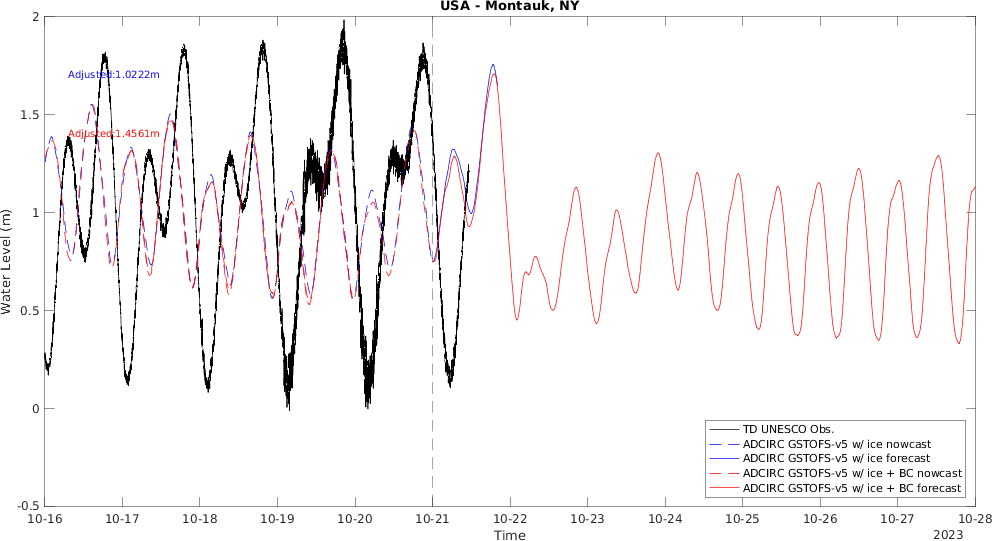 USA - Montauk, NY
2
1.5
1
0.5
0
-0.5
Water Level (m)
Adjusted:1.0222m
Adjusted:1.4561m
TD UNESCO Obs.
ADCIRC GSTOFS-v5 w/ ice nowcast
ADCIRC GSTOFS-v5 w/ ice forecast
ADCIRC GSTOFS-v5 w/ ice + BC nowcast
ADCIRC GSTOFS-v5 w/ ice + BC forecast
10-16 10-17 10-18 10-19 10-20 10-21 10-22 10-23 10-24 10-25 10-26 10-27 10-28
Time
2023